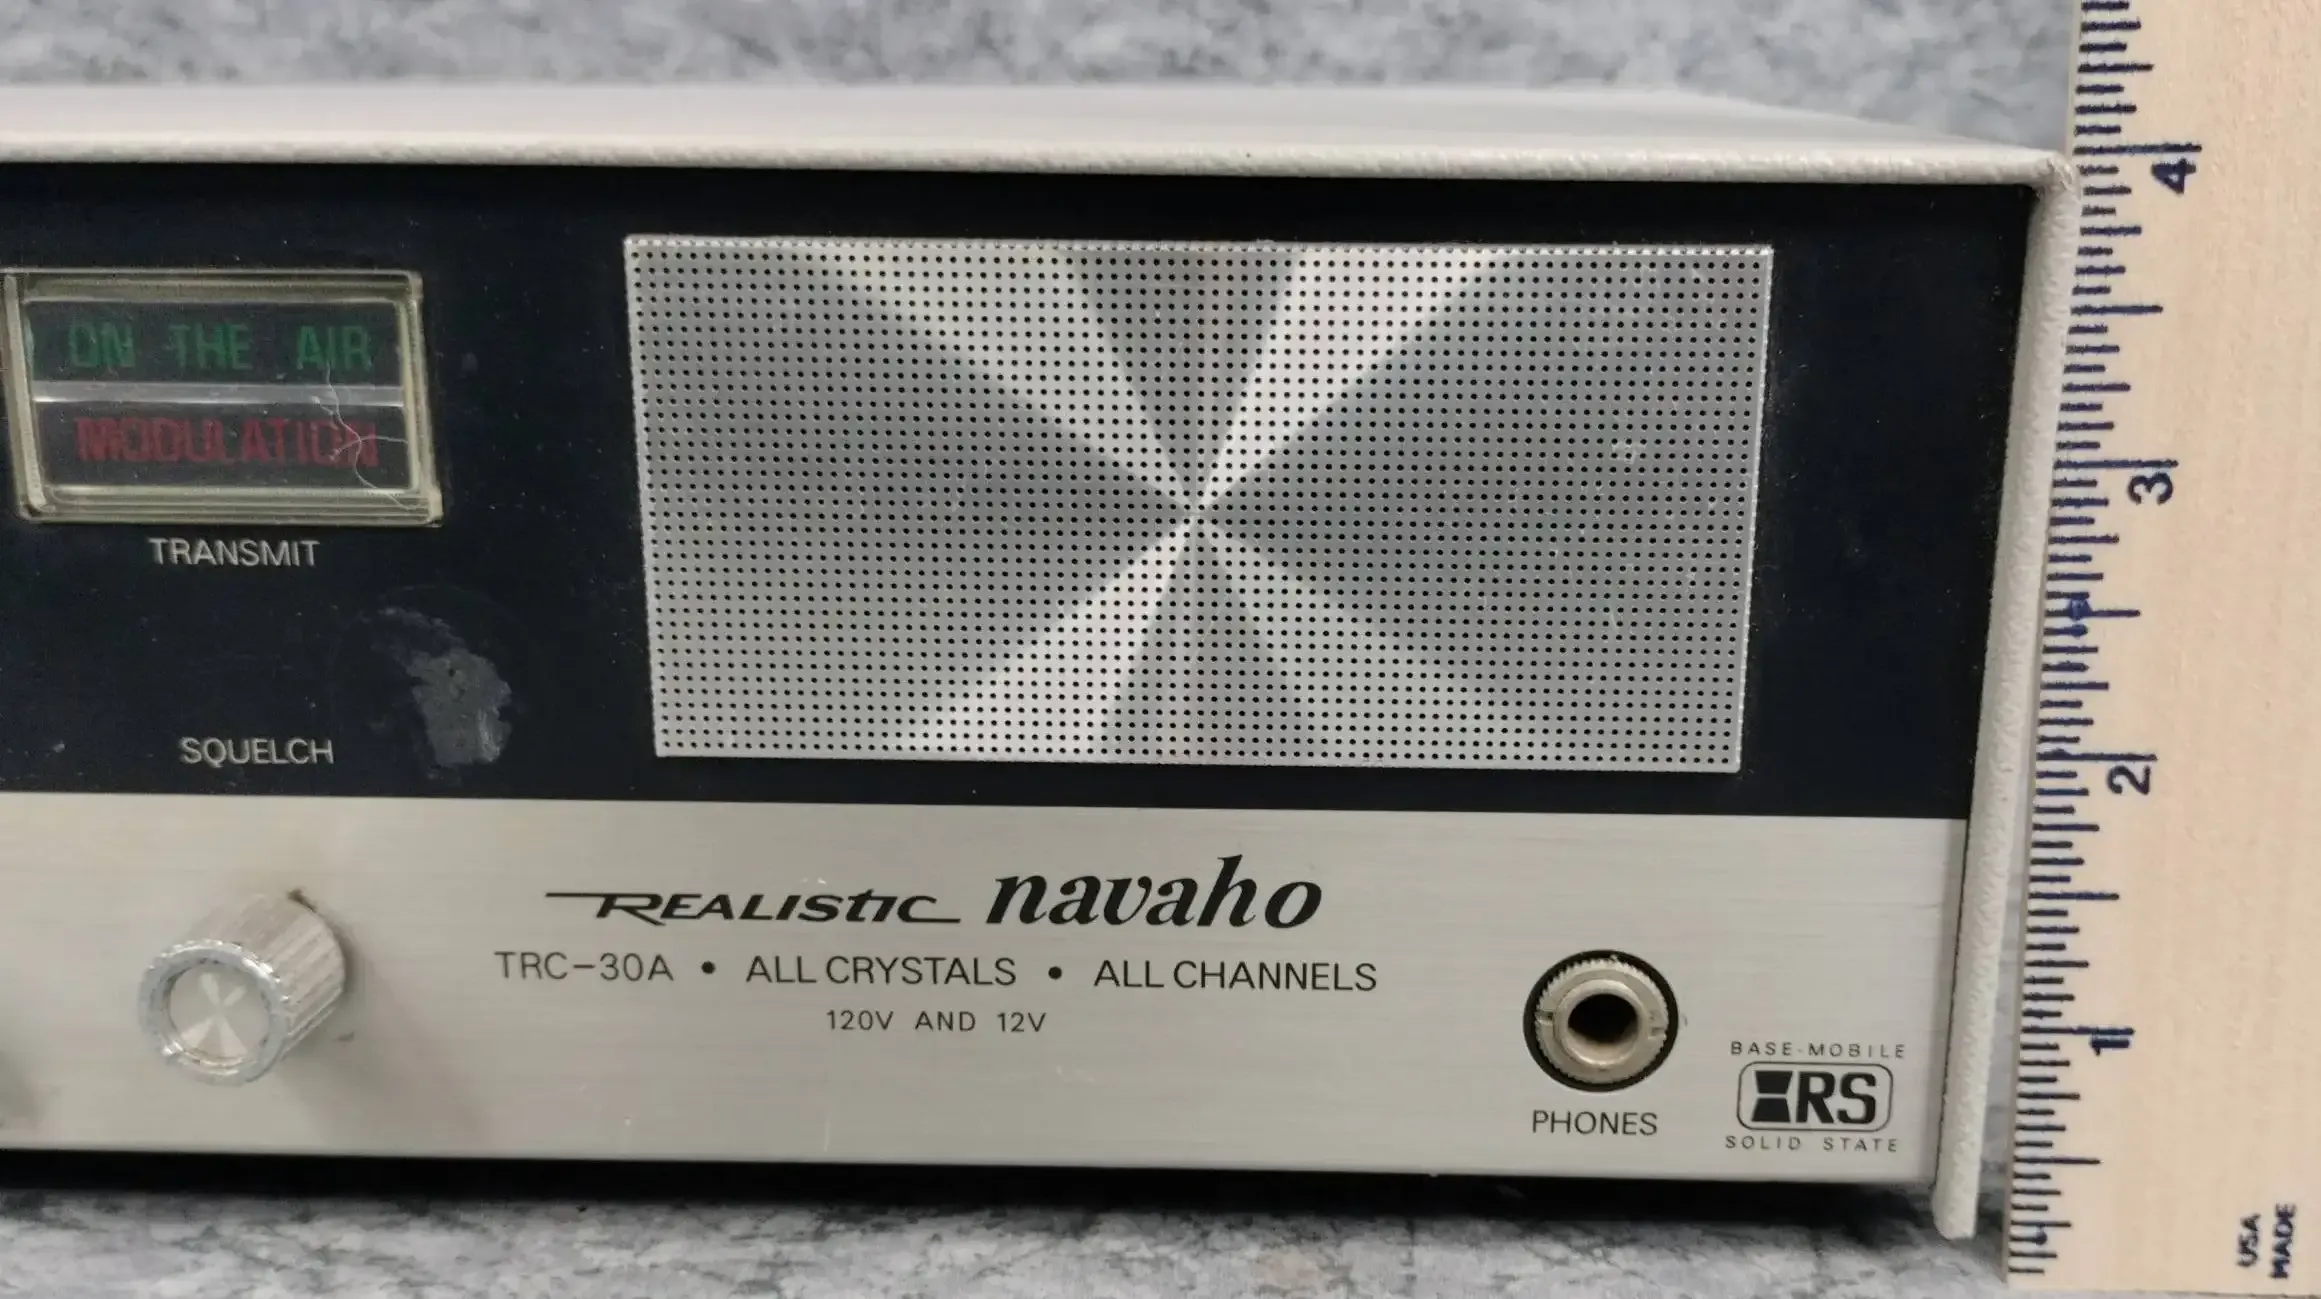 ON THE AIR
MODULATION
TRANSMIT
SQUELCH
REALISTIC navaho
TRC-30A • ALL CRYSTALS • ALL CHANNELS
120V AND 12V
PHONES
BASE-MOBILE
RS
SOLID STATE
4
3
2
1
USA
MADE